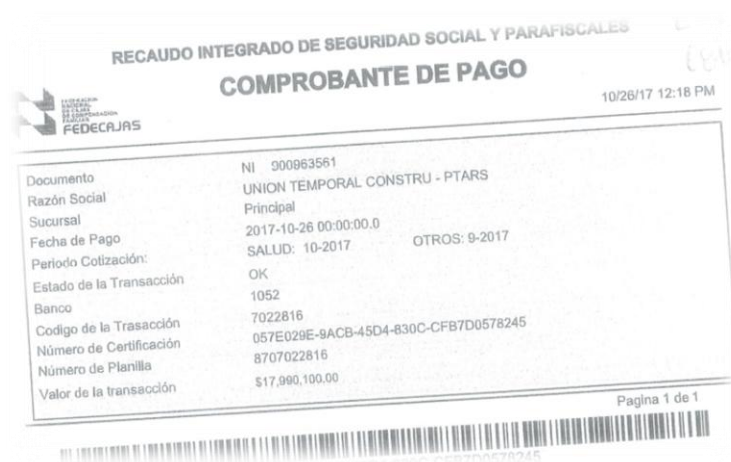 RECAUDO INTEGRADO DE SEGURIDAD SOCIAL Y PARAFISCALES
COMPROBANTE DE PAGO
FEDECAJAS
10/26/17 12:18 PM
Documento NI 900963561
Razón Social UNION TEMPORAL CONSTRU - PTARS
Sucursal Principal
Fecha de Pago 2017-10-26 00:00:00.0
Periodo Cotización: SALUD: 10-2017 OTROS: 9-2017
Estado de la Transacción OK
Banco 1052
Codigo de la Trasacción 7022816
Número de Certificación 057E029E-9ACB-45D4-830C-CFB7D0578245
Número de Planilla 8707022816
Valor de la transacción $17,990,100.00
Pagina 1 de 1